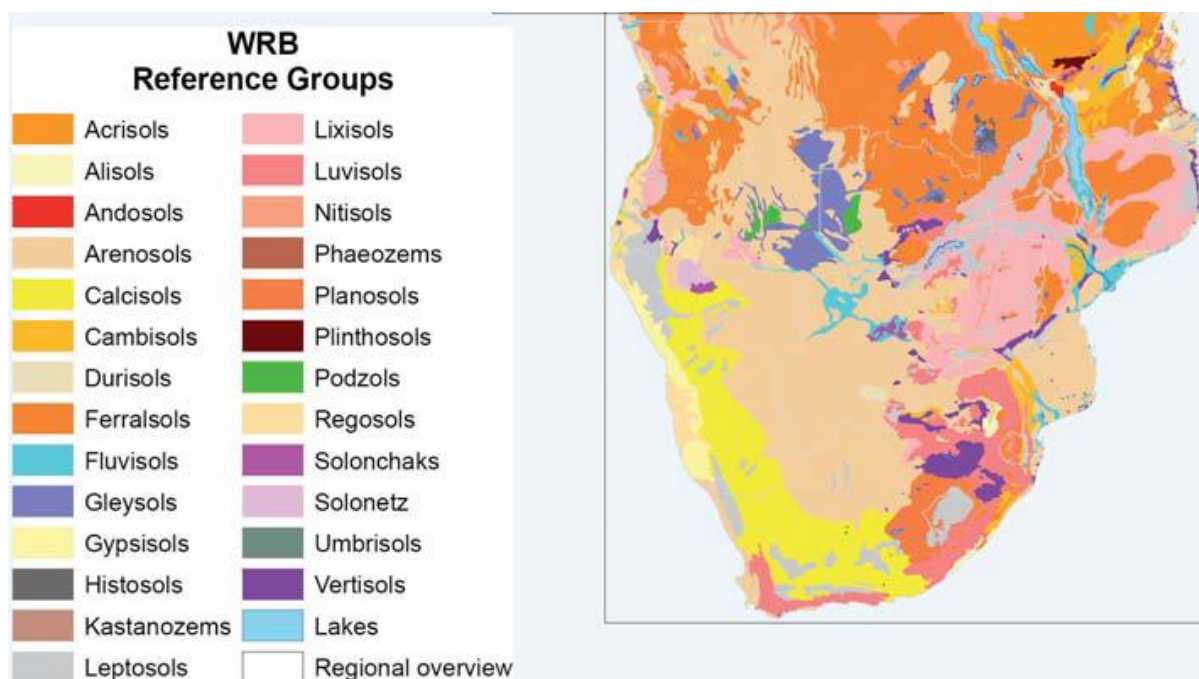 WRB
Reference Groups
Acrisols
Alisols
Andosols
Arenosols
Calcisols
Cambisols
Durisols
Ferralsols
Fluvisols
Gleysols
Gypsisols
Histosols
Kastanozems
Leptosols
Lixisols
Luvisols
Nitisols
Phaeozems
Planosols
Plinthosols
Podzols
Regosols
Solonchaks
Solonetz
Umbrisols
Vertisols
Lakes
Regional overview